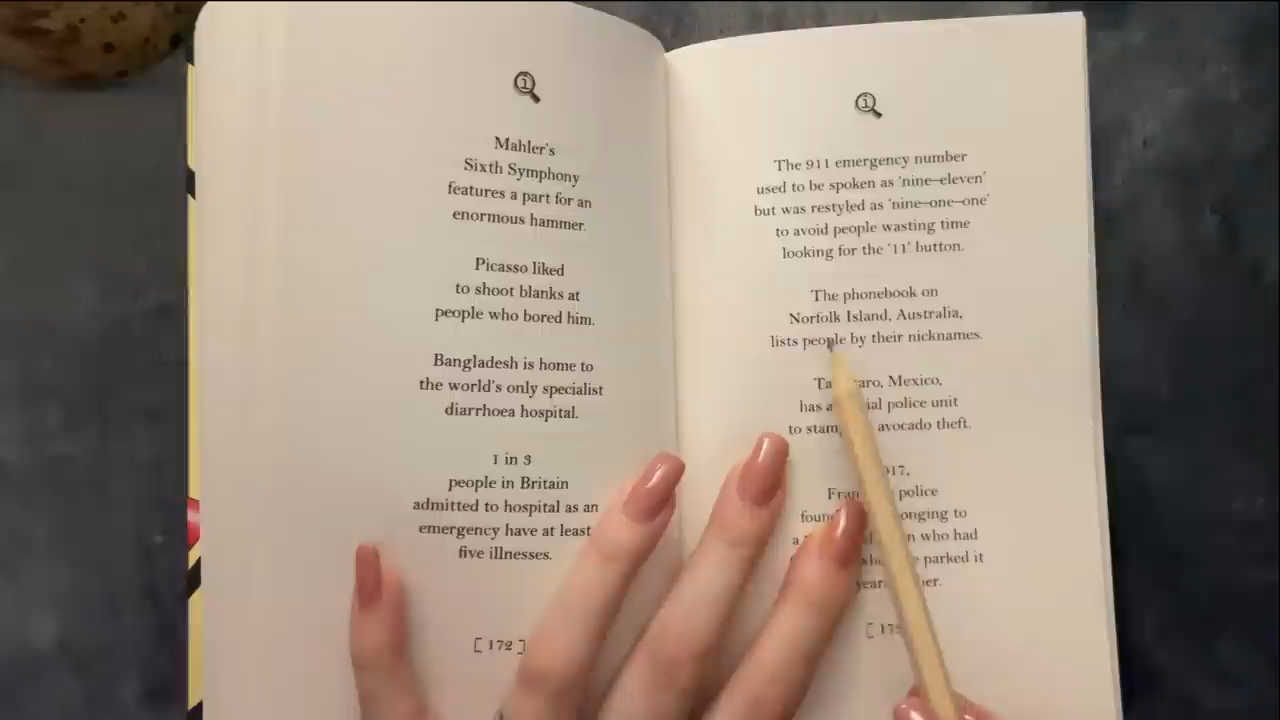 Mahler's
Sixth Symphony
features a part for an
enormous hammer.
Picasso liked
to shoot blanks at
people who bored him.
Bangladesh is home to
the world's only specialist
diarrhoea hospital.
1 in 3
people in Britain
admitted to hospital as an
emergency have at least
five illnesses.
[ 172 ]
The 911 emergency number
used to be spoken as 'nine–eleven'
but was restyled as 'nine–one–one'
to avoid people wasting time
looking for the '11' button.
The phonebook on
Norfolk Island, Australia,
lists people by their nicknames.
Mexico,
has a police unit
to avocado theft.
police
to
a who had
parked it